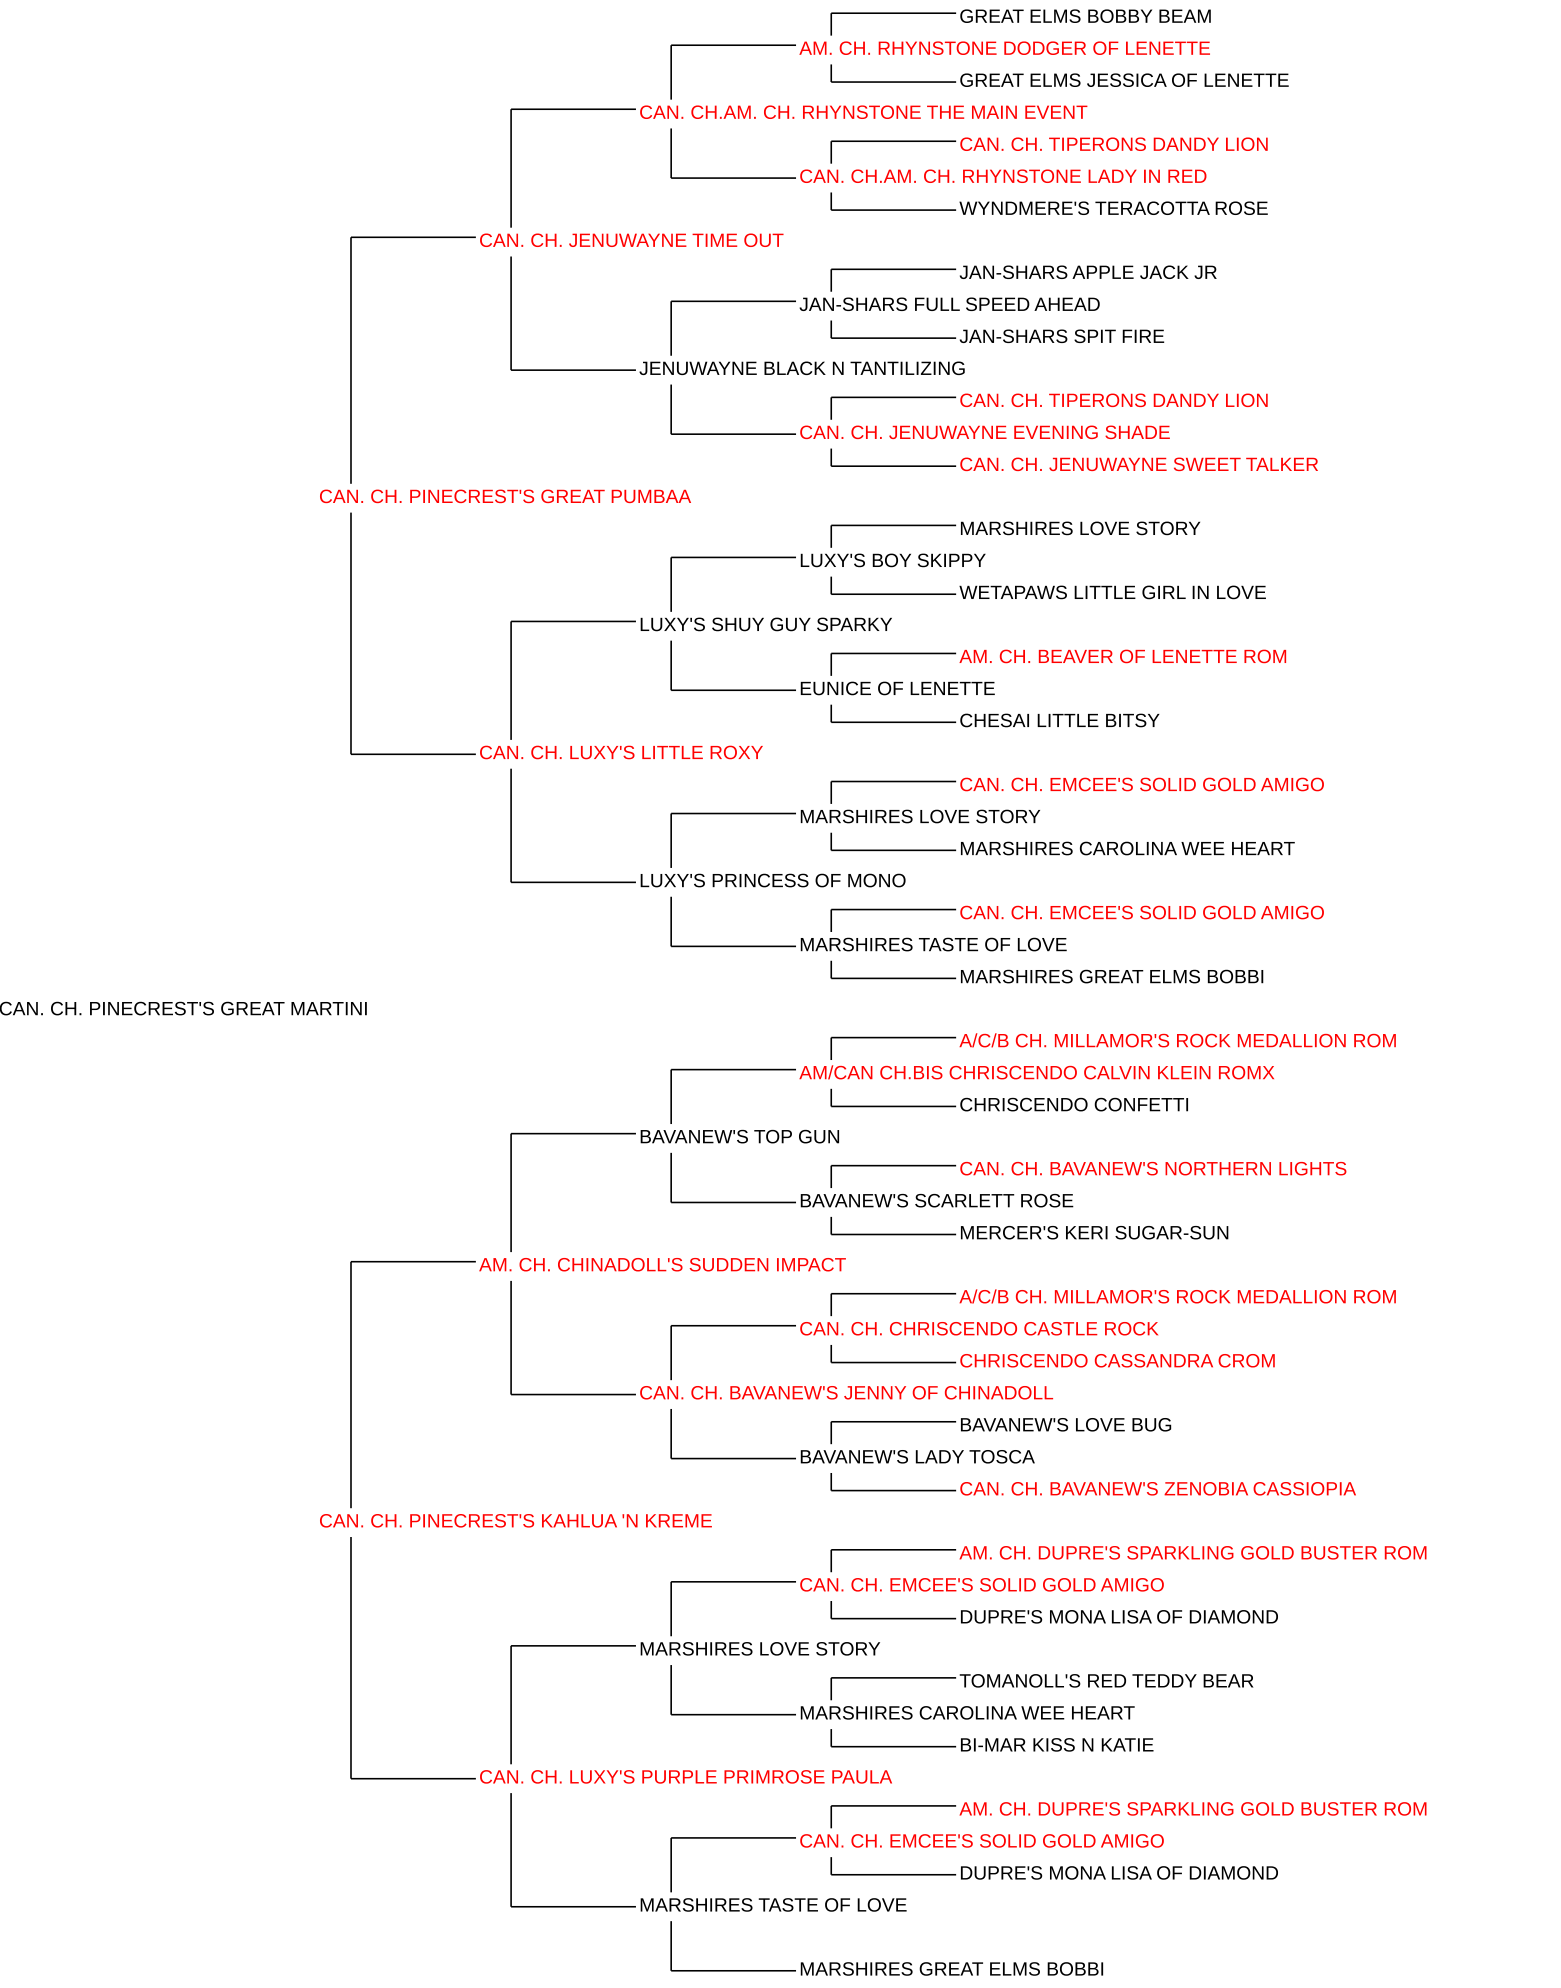 GREAT ELMS BOBBY BEAM
AM. CH. RHYNSTONE DODGER OF LENETTE
GREAT ELMS JESSICA OF LENETTE
CAN. CH.AM. CH. RHYNSTONE THE MAIN EVENT
CAN. CH. TIPERONS DANDY LION
CAN. CH.AM. CH. RHYNSTONE LADY IN RED
WYNDMERE'S TERACOTTA ROSE
CAN. CH. JENUWAYNE TIME OUT
JAN-SHARS APPLE JACK JR
JAN-SHARS FULL SPEED AHEAD
JAN-SHARS SPIT FIRE
JENUWAYNE BLACK N TANTILIZING
CAN. CH. TIPERONS DANDY LION
CAN. CH. JENUWAYNE EVENING SHADE
CAN. CH. JENUWAYNE SWEET TALKER
CAN. CH. PINECREST'S GREAT PUMBAA
MARSHIRES LOVE STORY
LUXY'S BOY SKIPPY
WETAPAWS LITTLE GIRL IN LOVE
LUXY'S SHUY GUY SPARKY
AM. CH. BEAVER OF LENETTE ROM
EUNICE OF LENETTE
CHESAI LITTLE BITSY
CAN. CH. LUXY'S LITTLE ROXY
CAN. CH. EMCEE'S SOLID GOLD AMIGO
MARSHIRES LOVE STORY
MARSHIRES CAROLINA WEE HEART
LUXY'S PRINCESS OF MONO
CAN. CH. EMCEE'S SOLID GOLD AMIGO
MARSHIRES TASTE OF LOVE
MARSHIRES GREAT ELMS BOBBI
CAN. CH. PINECREST'S GREAT MARTINI
A/C/B CH. MILLAMOR'S ROCK MEDALLION ROM
AM/CAN CH.BIS CHRISCENDO CALVIN KLEIN ROMX
CHRISCENDO CONFETTI
BAVANEW'S TOP GUN
CAN. CH. BAVANEW'S NORTHERN LIGHTS
BAVANEW'S SCARLETT ROSE
MERCER'S KERI SUGAR-SUN
AM. CH. CHINADOLL'S SUDDEN IMPACT
A/C/B CH. MILLAMOR'S ROCK MEDALLION ROM
CAN. CH. CHRISCENDO CASTLE ROCK
CHRISCENDO CASSANDRA CROM
CAN. CH. BAVANEW'S JENNY OF CHINADOLL
BAVANEW'S LOVE BUG
BAVANEW'S LADY TOSCA
CAN. CH. BAVANEW'S ZENOBIA CASSIOPIA
CAN. CH. PINECREST'S KAHLUA 'N KREME
AM. CH. DUPRE'S SPARKLING GOLD BUSTER ROM
CAN. CH. EMCEE'S SOLID GOLD AMIGO
DUPRE'S MONA LISA OF DIAMOND
MARSHIRES LOVE STORY
TOMANOLL'S RED TEDDY BEAR
MARSHIRES CAROLINA WEE HEART
BI-MAR KISS N KATIE
CAN. CH. LUXY'S PURPLE PRIMROSE PAULA
AM. CH. DUPRE'S SPARKLING GOLD BUSTER ROM
CAN. CH. EMCEE'S SOLID GOLD AMIGO
DUPRE'S MONA LISA OF DIAMOND
MARSHIRES TASTE OF LOVE
MARSHIRES GREAT ELMS BOBBI